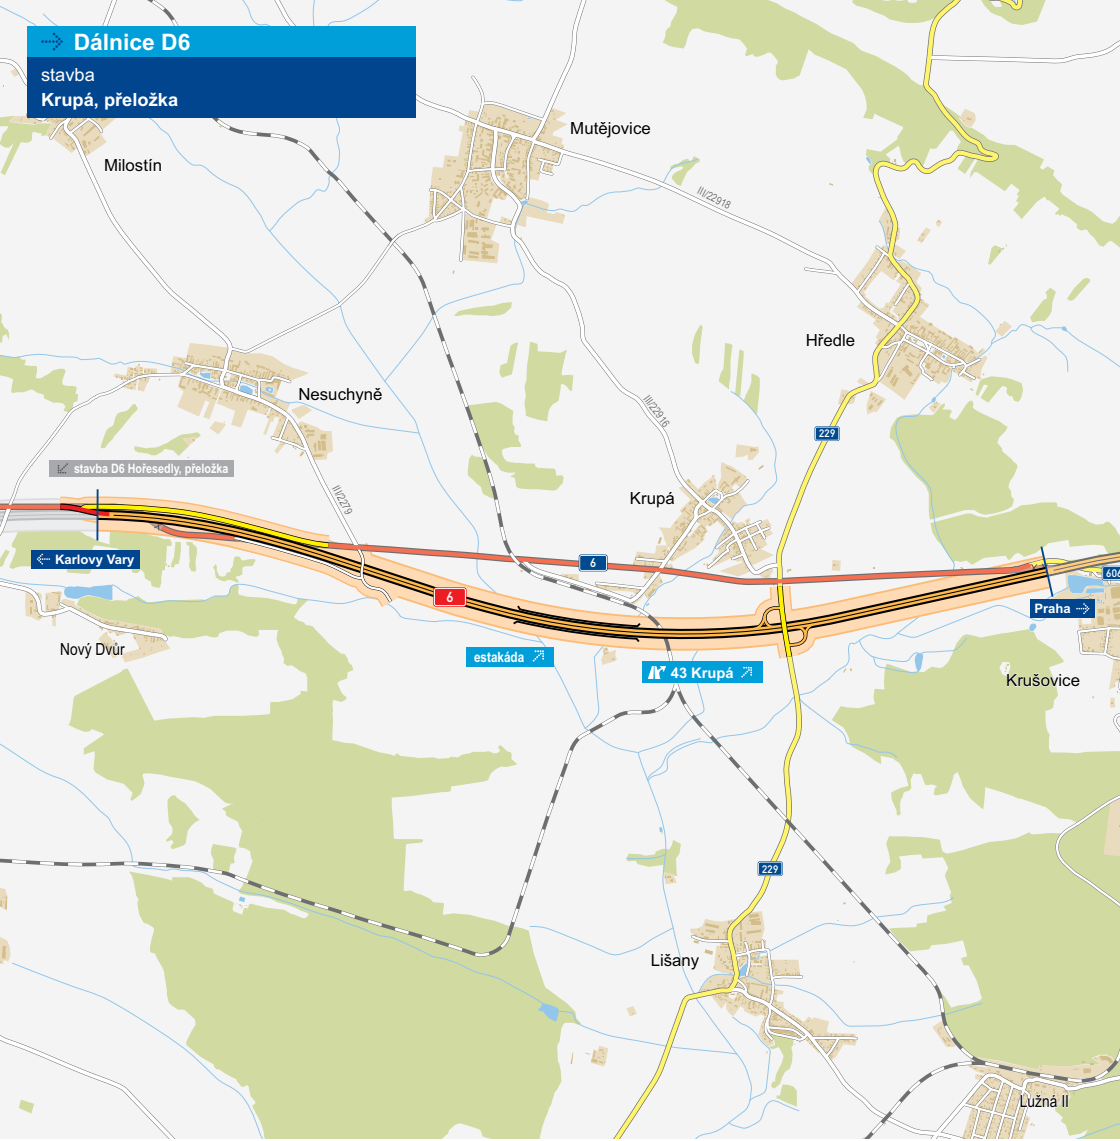 Dálnice D6
stavba
Krupá, přeložka
Mutějovice
Milostín
III/22918
Hředle
Nesuchyně
III/22916
229
stavba D6 Hořesedly, přeložka
III/2279
Krupá
Karlovy Vary
6
606
6
Praha
Nový Dvůr
estakáda
43 Krupá
Krušovice
229
Lišany
Lužná II